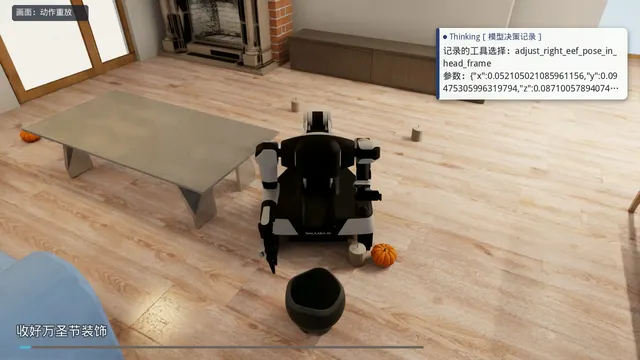 画面：动作重放
Thinking [ 模型决策记录 ]
记录的工具选择：adjust_right_eef_pose_in_
head_frame
参数：{"x":0.052105021085961156,"y":0.09
475305996319794,"z":0.08710057894074…
收好万圣节装饰